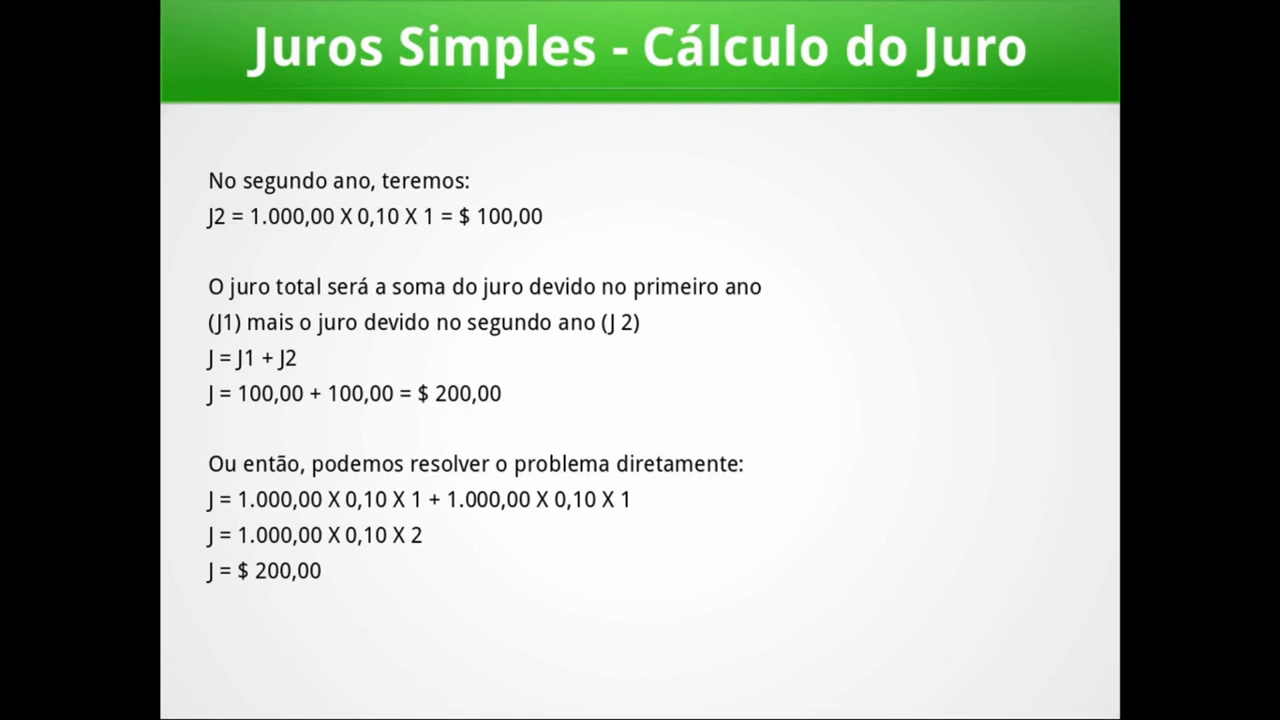 Juros Simples - Cálculo do Juro
No segundo ano, teremos:
J2 = 1.000,00 X 0,10 X 1 = $ 100,00
O juro total será a soma do juro devido no primeiro ano
(J1) mais o juro devido no segundo ano (J 2)
J = J1 + J2
J = 100,00 + 100,00 = $ 200,00
Ou então, podemos resolver o problema diretamente:
J = 1.000,00 X 0,10 X 1 + 1.000,00 X 0,10 X 1
J = 1.000,00 X 0,10 X 2
J = $ 200,00